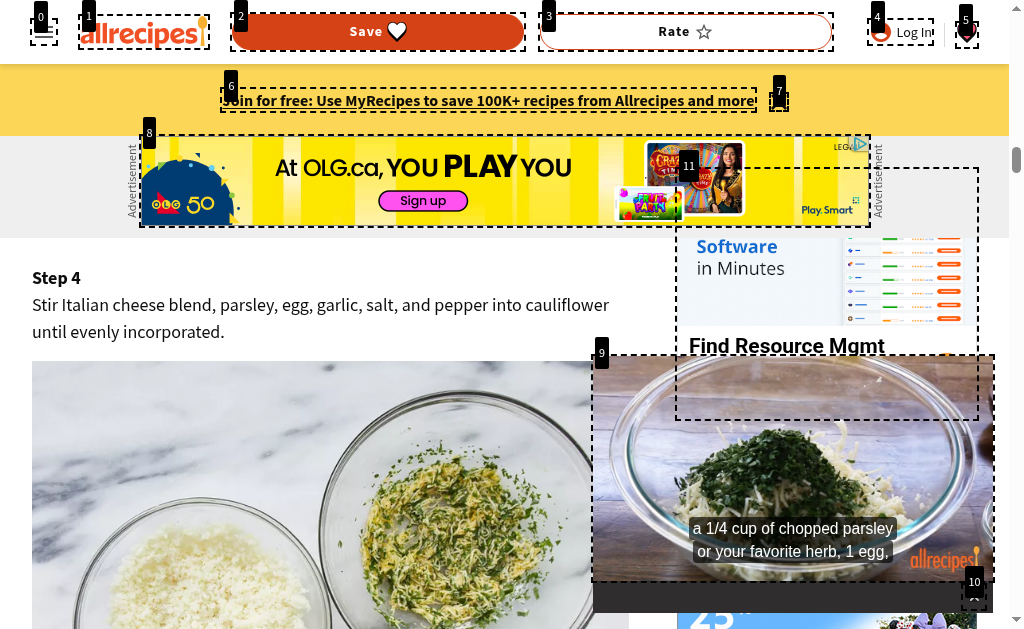 0
1
2
3
4
5
allrecipes
Save
Rate
Log In
6
7
Join for free: Use MyRecipes to save 100K+ recipes from Allrecipes and more
8
Advertisement
At OLG.ca, YOU PLAY YOU
Sign up
OLG 50
CRAZY TIME
FRUIT PARTY
Play Smart
Advertisement
11
Software
in Minutes
Step 4
Stir Italian cheese blend, parsley, egg, garlic, salt, and pepper into cauliflower
until evenly incorporated.
Find Resource Mgmt
9
a 1/4 cup of chopped parsley
or your favorite herb, 1 egg,
allrecipes
10